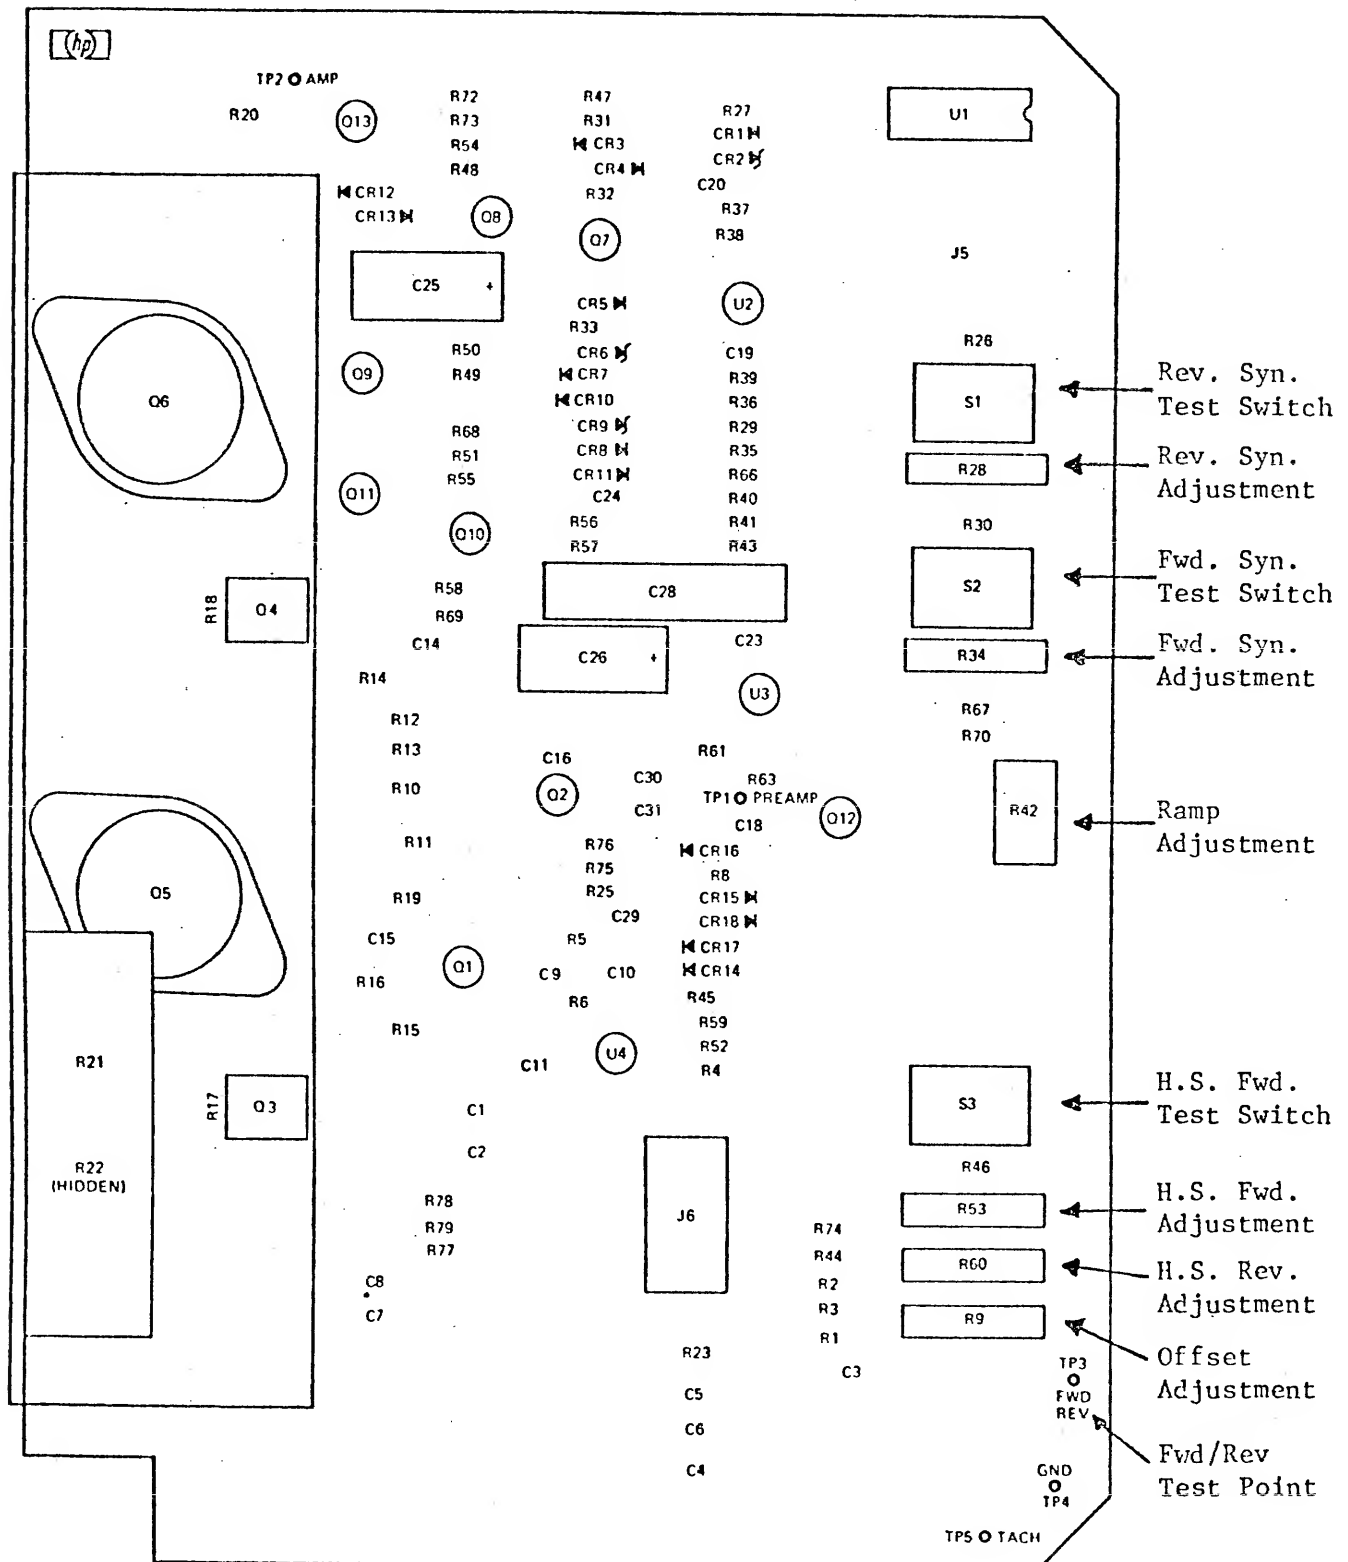 hp
TP2 AMP
R20
Q13
R72
R73
R54
R48
R47
R31
CR3
CR4
R32
R27
CR1
CR2
C20
R37
R38
U1
CR12
CR13
Q8
Q7
J5
C25 +
CR5
R33
CR6
CR7
CR10
CR9
CR8
CR11
C24
R56
R57
U2
C19
R39
R36
R29
R35
R66
R40
R41
R43
R50
R49
Q9
Q6
R68
R51
R55
Q11
Q10
R26
S1
Rev. Syn.
Test Switch
R28
Rev. Syn.
Adjustment
R30
S2
Fwd. Syn.
Test Switch
R34
Fwd. Syn.
Adjustment
R18
Q4
R58
R69
C14
R14
C28
C26 +
C23
U3
R67
R70
R12
R13
R10
R11
R19
C15
R16
R15
C16
Q2
C30
C31
R61
R63
TP1 PREAMP
C18
Q12
R42
Ramp
Adjustment
R76
R75
R25
C29
R5
C9
C10
R6
CR16
R8
CR15
CR18
CR17
CR14
R45
R59
R52
R4
Q5
Q1
U4
C11
R21
R22
(HIDDEN)
R17
Q3
C1
C2
S3
H.S. Fwd.
Test Switch
R46
R78
R79
R77
J6
R53
H.S. Fwd.
Adjustment
R74
R44
R2
R3
R1
C3
R60
H.S. Rev.
Adjustment
C8
C7
R9
Offset
Adjustment
R23
C5
C6
C4
TP3
FWD
REV
Fwd/Rev
Test Point
GND
TP4
TP5 TACH